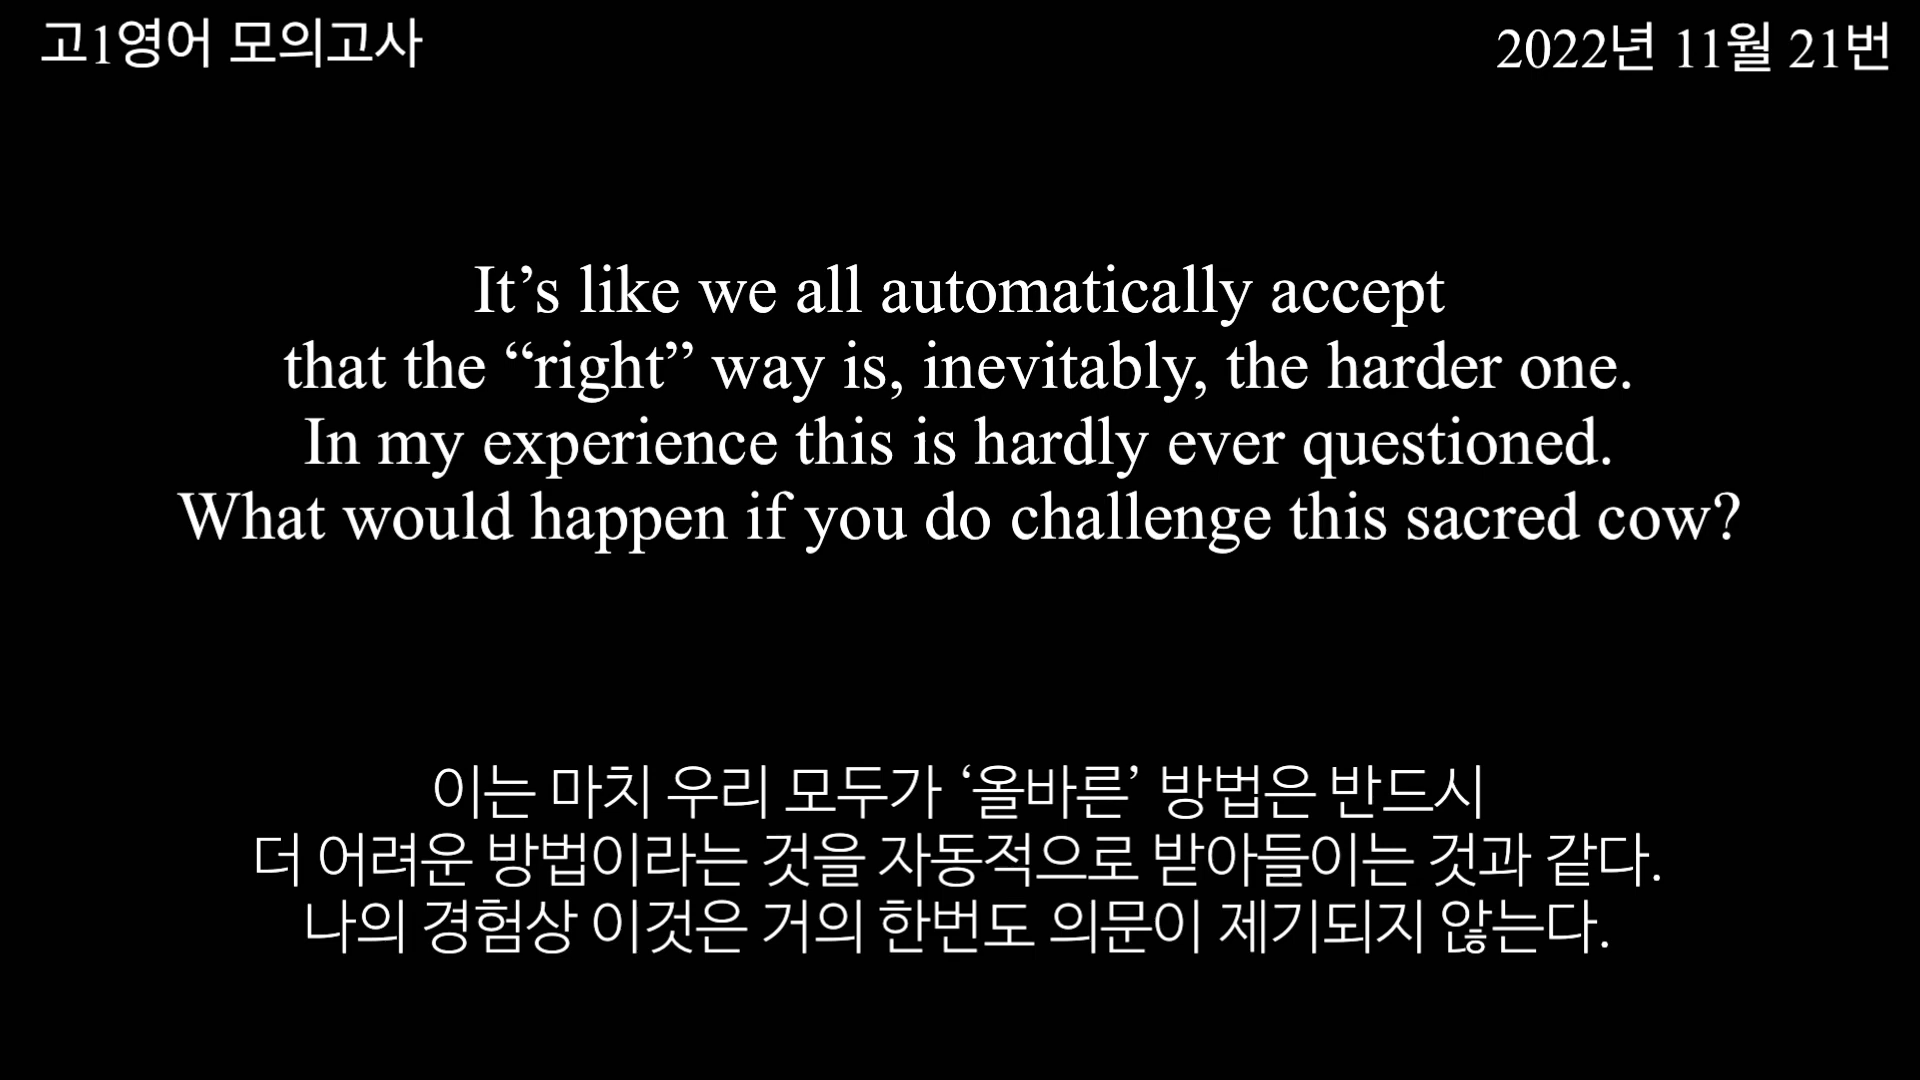 고1영어 모의고사
2022년 11월 21번
It’s like we all automatically accept
that the “right” way is, inevitably, the harder one.
In my experience this is hardly ever questioned.
What would happen if you do challenge this sacred cow?
이는 마치 우리 모두가 ‘올바른’ 방법은 반드시
더 어려운 방법이라는 것을 자동적으로 받아들이는 것과 같다.
나의 경험상 이것은 거의 한번도 의문이 제기되지 않는다.